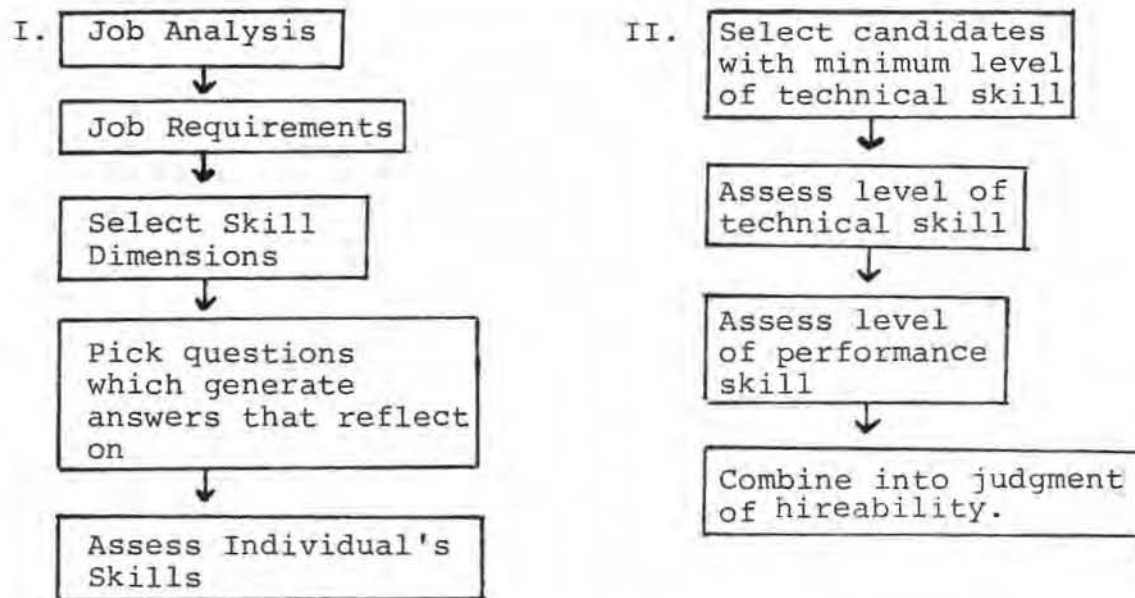 I. Job Analysis
Job Requirements
Select Skill
Dimensions
Pick questions
which generate
answers that reflect
on
Assess Individual's
Skills
II. Select candidates
with minimum level
of technical skill
Assess level of
technical skill
Assess level
of performance
skill
Combine into judgment
of hireability.